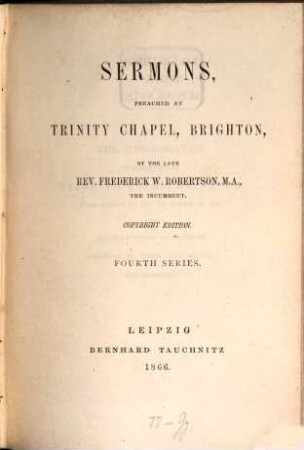 SERMONS,
PREACHED AT
TRINITY CHAPEL, BRIGHTON,
BY THE LATE
REV. FREDERICK W. ROBERTSON, M.A.,
THE INCUMBENT.
COPYRIGHT EDITION.
FOURTH SERIES.
LEIPZIG
BERNHARD TAUCHNITZ
1866.